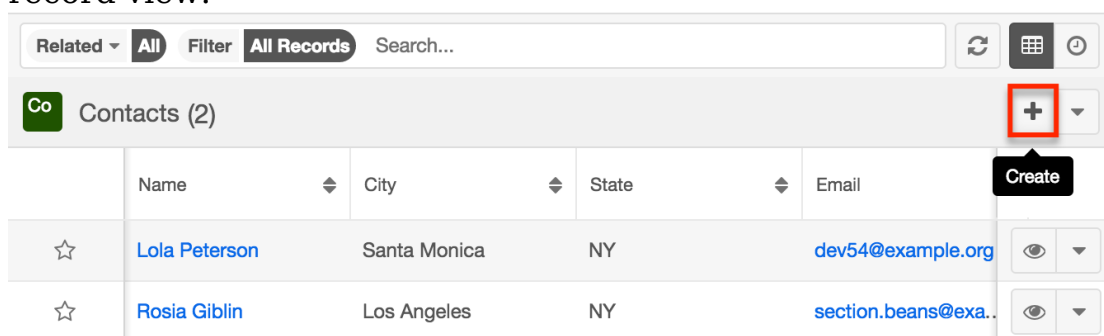 record view.
Related All Filter All Records Search...
Co Contacts (2)
Create
Name City State Email
Lola Peterson Santa Monica NY dev54@example.org
Rosia Giblin Los Angeles NY section.beans@exa..